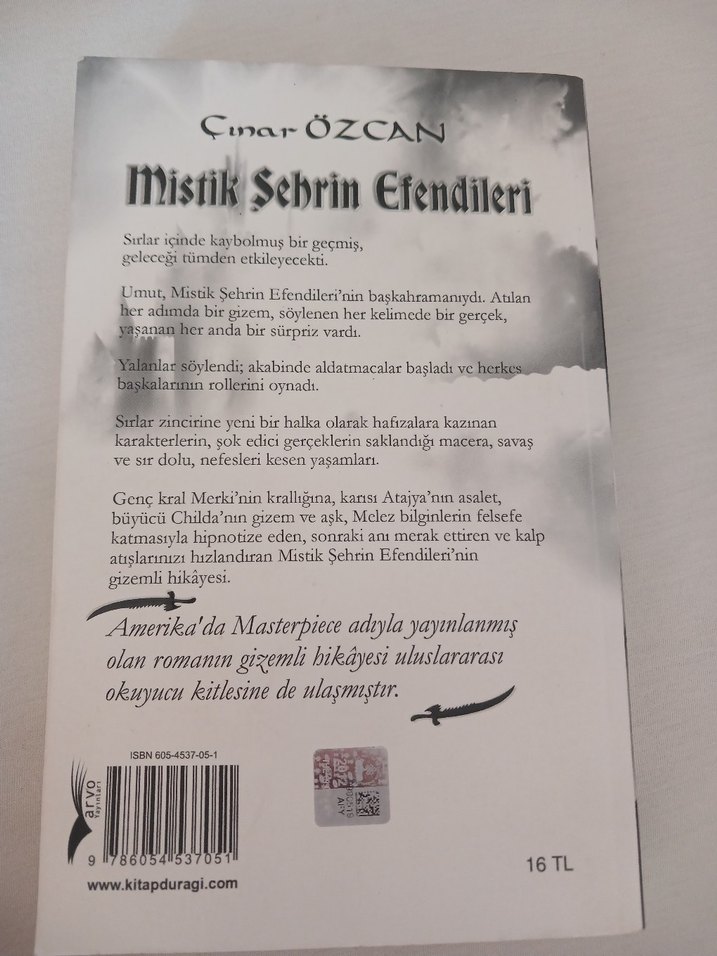 Çınar ÖZCAN
Mistik Şehrin Efendileri
Sırlar içinde kaybolmuş bir geçmiş,
geleceği tümden etkileyecekti.
Umut, Mistik Şehrin Efendileri'nin başkahramanıydı. Atılan
her adımda bir gizem, söylenen her kelimede bir gerçek,
yaşanan her anda bir sürpriz vardı.
Yalanlar söylendi; akabinde aldatmacalar başladı ve herkes
başkalarının rollerini oynadı.
Sırlar zincirine yeni bir halka olarak hafızalara kazınan
karakterlerin, şok edici gerçeklerin saklandığı macera, savaş
ve sır dolu, nefesleri kesen yaşamları.
Genç kral Merki'nin krallığına, karısı Atajya'nın asalet,
büyücü Childa'nın gizem ve aşk, Melez bilginlerin felsefe
katmasıyla hipnotize eden, sonraki anı merak ettiren ve kalp
atışlarınızı hızlandıran Mistik Şehrin Efendileri'nin
gizemli hikâyesi.
Amerika'da Masterpiece adıyla yayınlanmış
olan romanın gizemli hikâyesi uluslararası
okuyucu kitlesine de ulaşmıştır.
ISBN 605-4537-05-1
arvo
Yayınları
9 786054 537051
www.kitapduragi.com
2012
16 TL